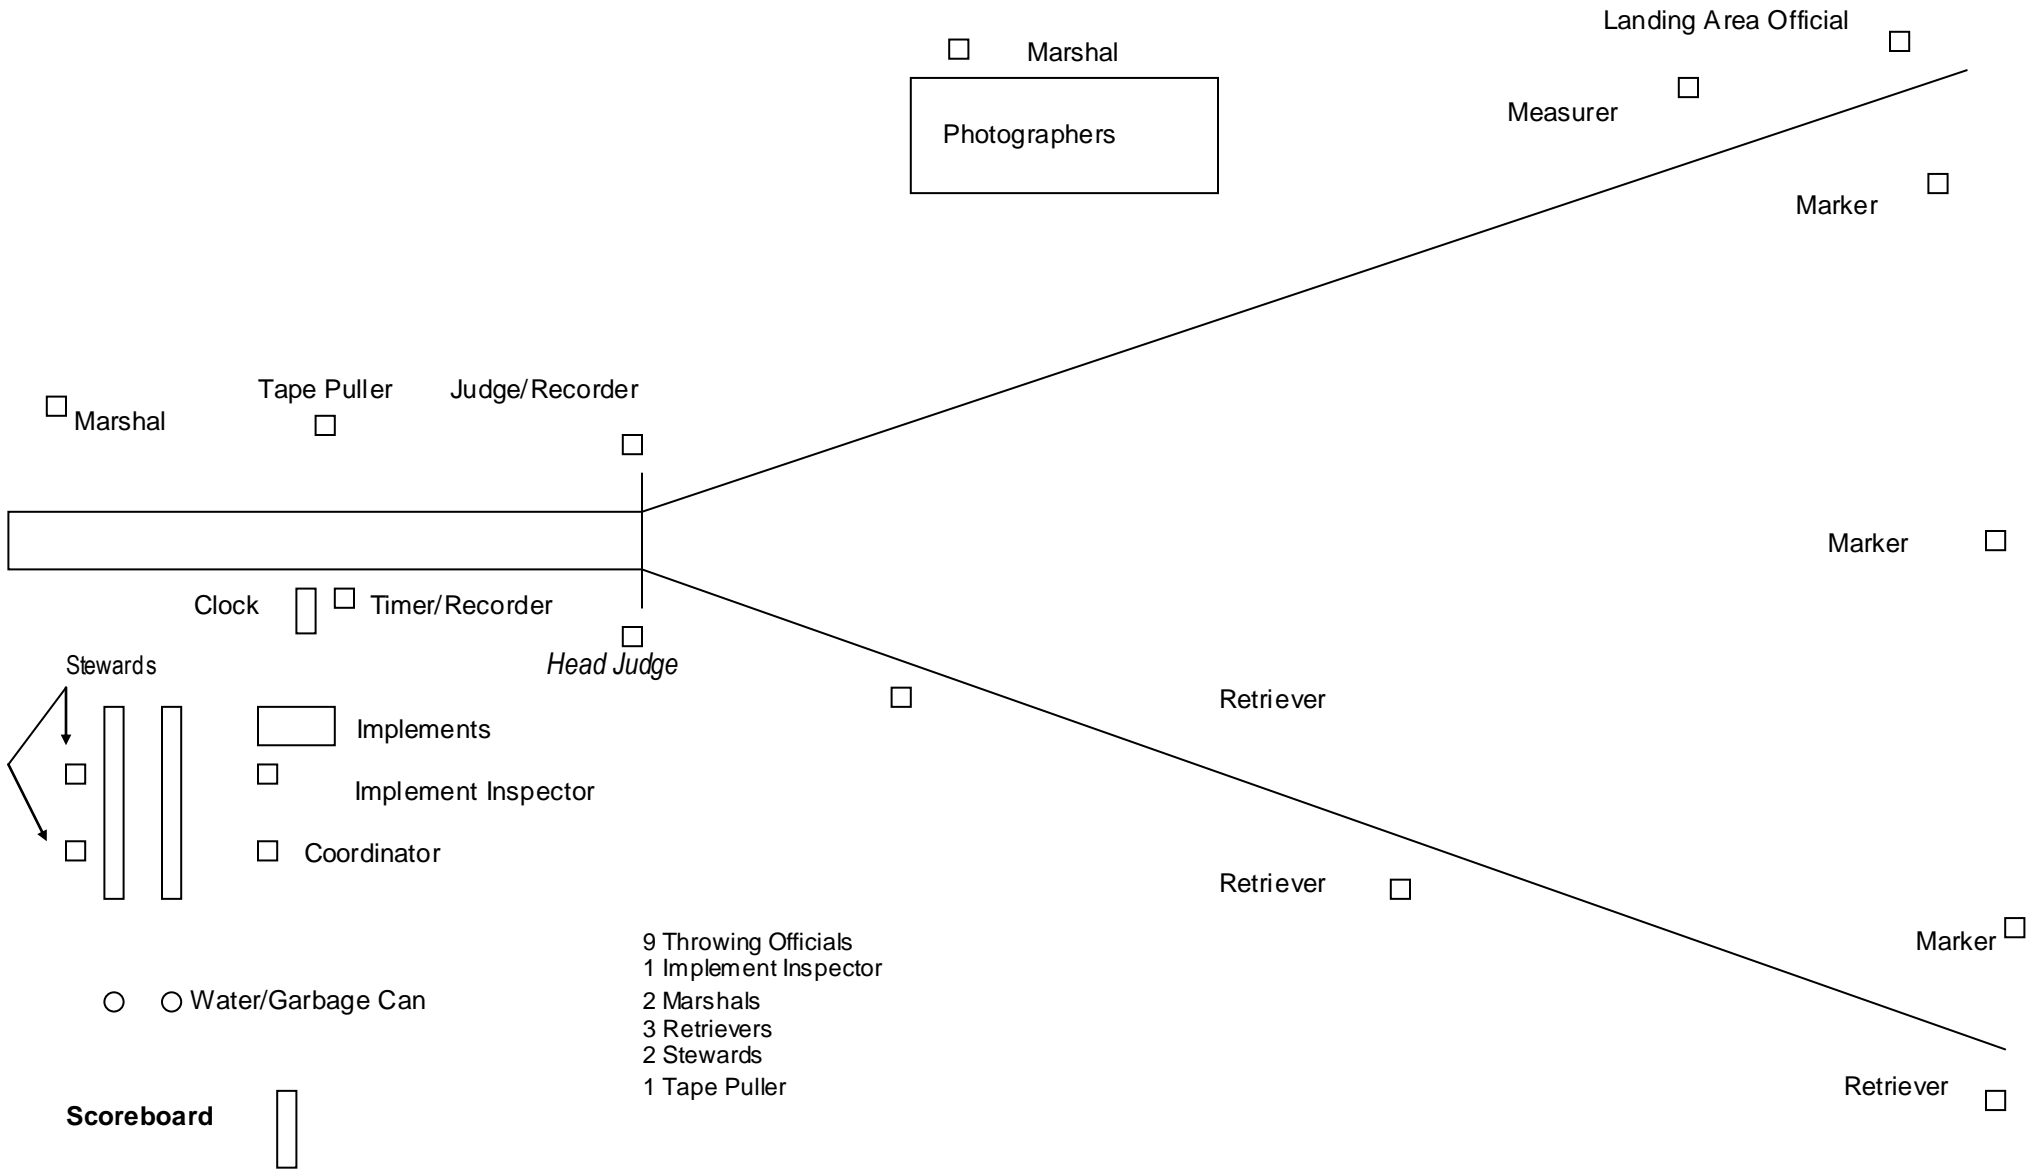 Landing Area Official
Marshal
Measurer
Photographers
Marker
Tape Puller
Judge/Recorder
Marshal
Marker
Clock
Timer/Recorder
Stewards
Head Judge
Retriever
Implements
Implement Inspector
Coordinator
Retriever
9 Throwing Officials
Marker
1 Implement Inspector
Water/Garbage Can
2 Marshals
3 Retrievers
2 Stewards
1 Tape Puller
Retriever
Scoreboard